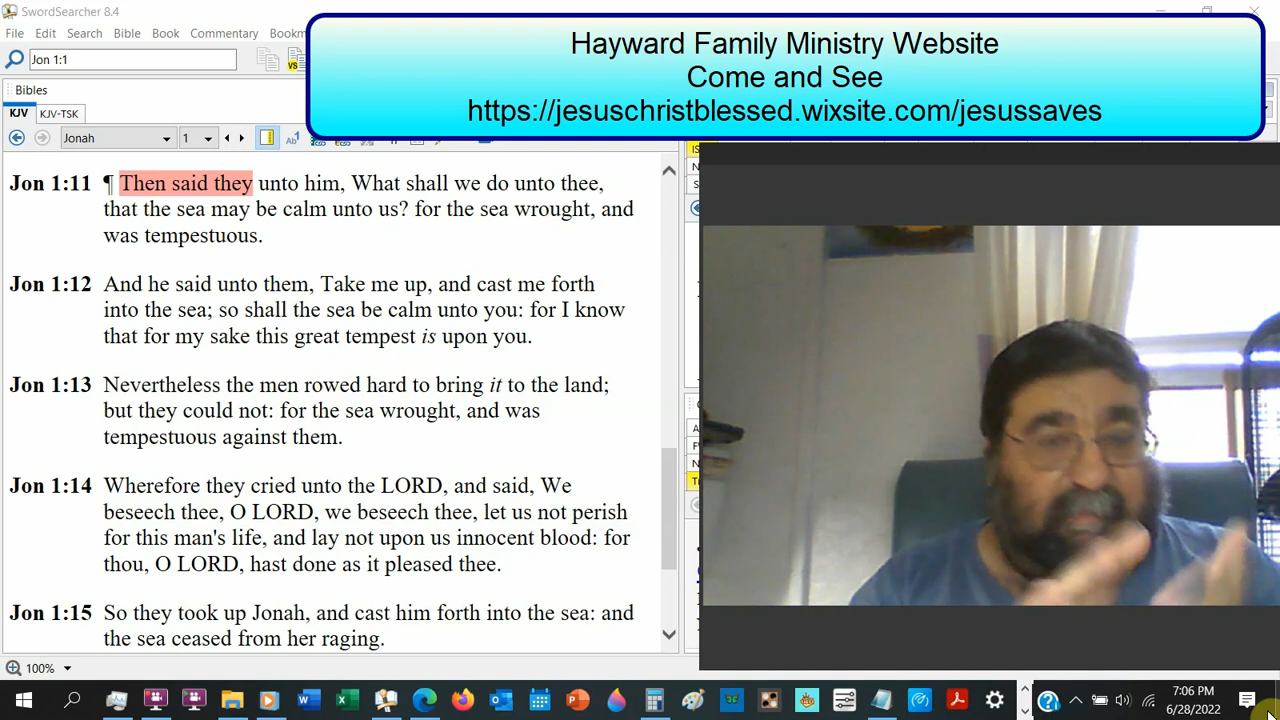 SwordSearcher 8.4
File Edit Search Bible Book Commentary Bookm
Jon 1:1
Hayward Family Ministry Website
Come and See
https://jesuschristblessed.wixsite.com/jesussaves
Bibles
KJV KJV-TSK
Jonah 1
Jon 1:11 ¶ Then said they unto him, What shall we do unto thee,
that the sea may be calm unto us? for the sea wrought, and
was tempestuous.
Jon 1:12 And he said unto them, Take me up, and cast me forth
into the sea; so shall the sea be calm unto you: for I know
that for my sake this great tempest is upon you.
Jon 1:13 Nevertheless the men rowed hard to bring it to the land;
but they could not: for the sea wrought, and was
tempestuous against them.
Jon 1:14 Wherefore they cried unto the LORD, and said, We
beseech thee, O LORD, we beseech thee, let us not perish
for this man's life, and lay not upon us innocent blood: for
thou, O LORD, hast done as it pleased thee.
Jon 1:15 So they took up Jonah, and cast him forth into the sea: and
the sea ceased from her raging.
100%
7:06 PM
6/28/2022